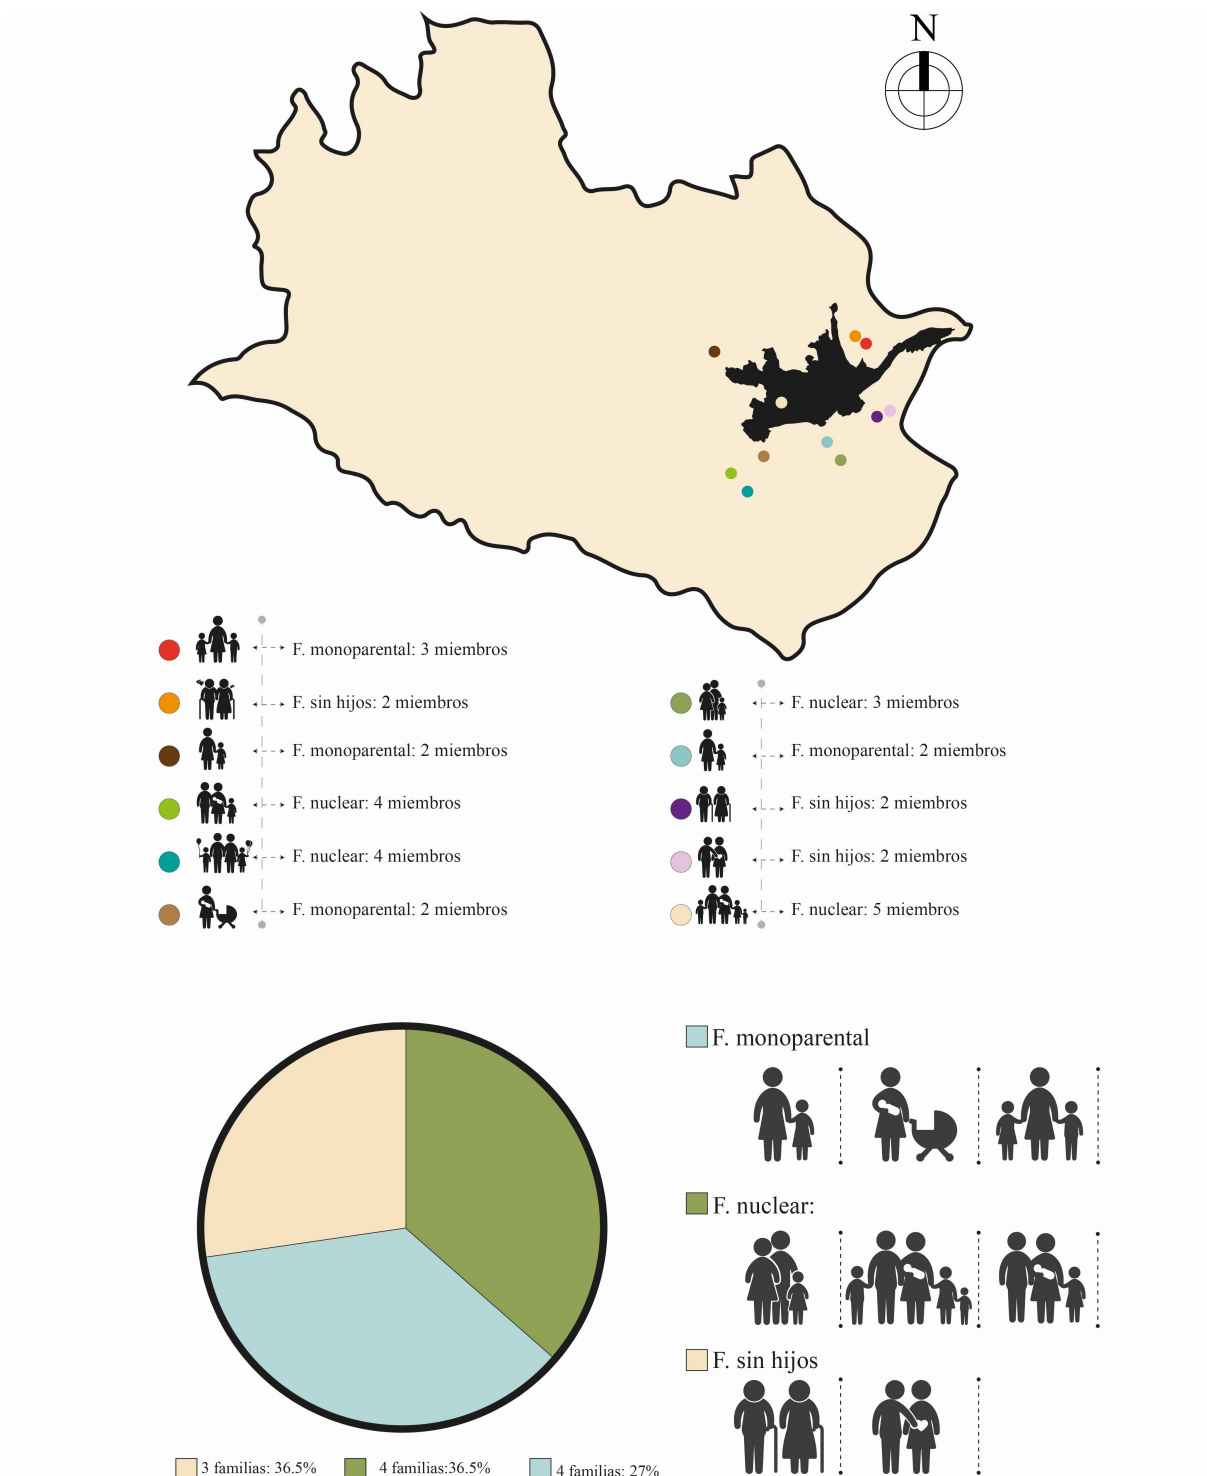 N
F. monoparental: 3 miembros
F. sin hijos: 2 miembros
F. monoparental: 2 miembros
F. nuclear: 4 miembros
F. nuclear: 4 miembros
F. monoparental: 2 miembros
F. nuclear: 3 miembros
F. monoparental: 2 miembros
F. sin hijos: 2 miembros
F. sin hijos: 2 miembros
F. nuclear: 5 miembros
F. monoparental
F. nuclear:
F. sin hijos
3 familias: 36.5%
4 familias:36.5%
4 familias: 27%